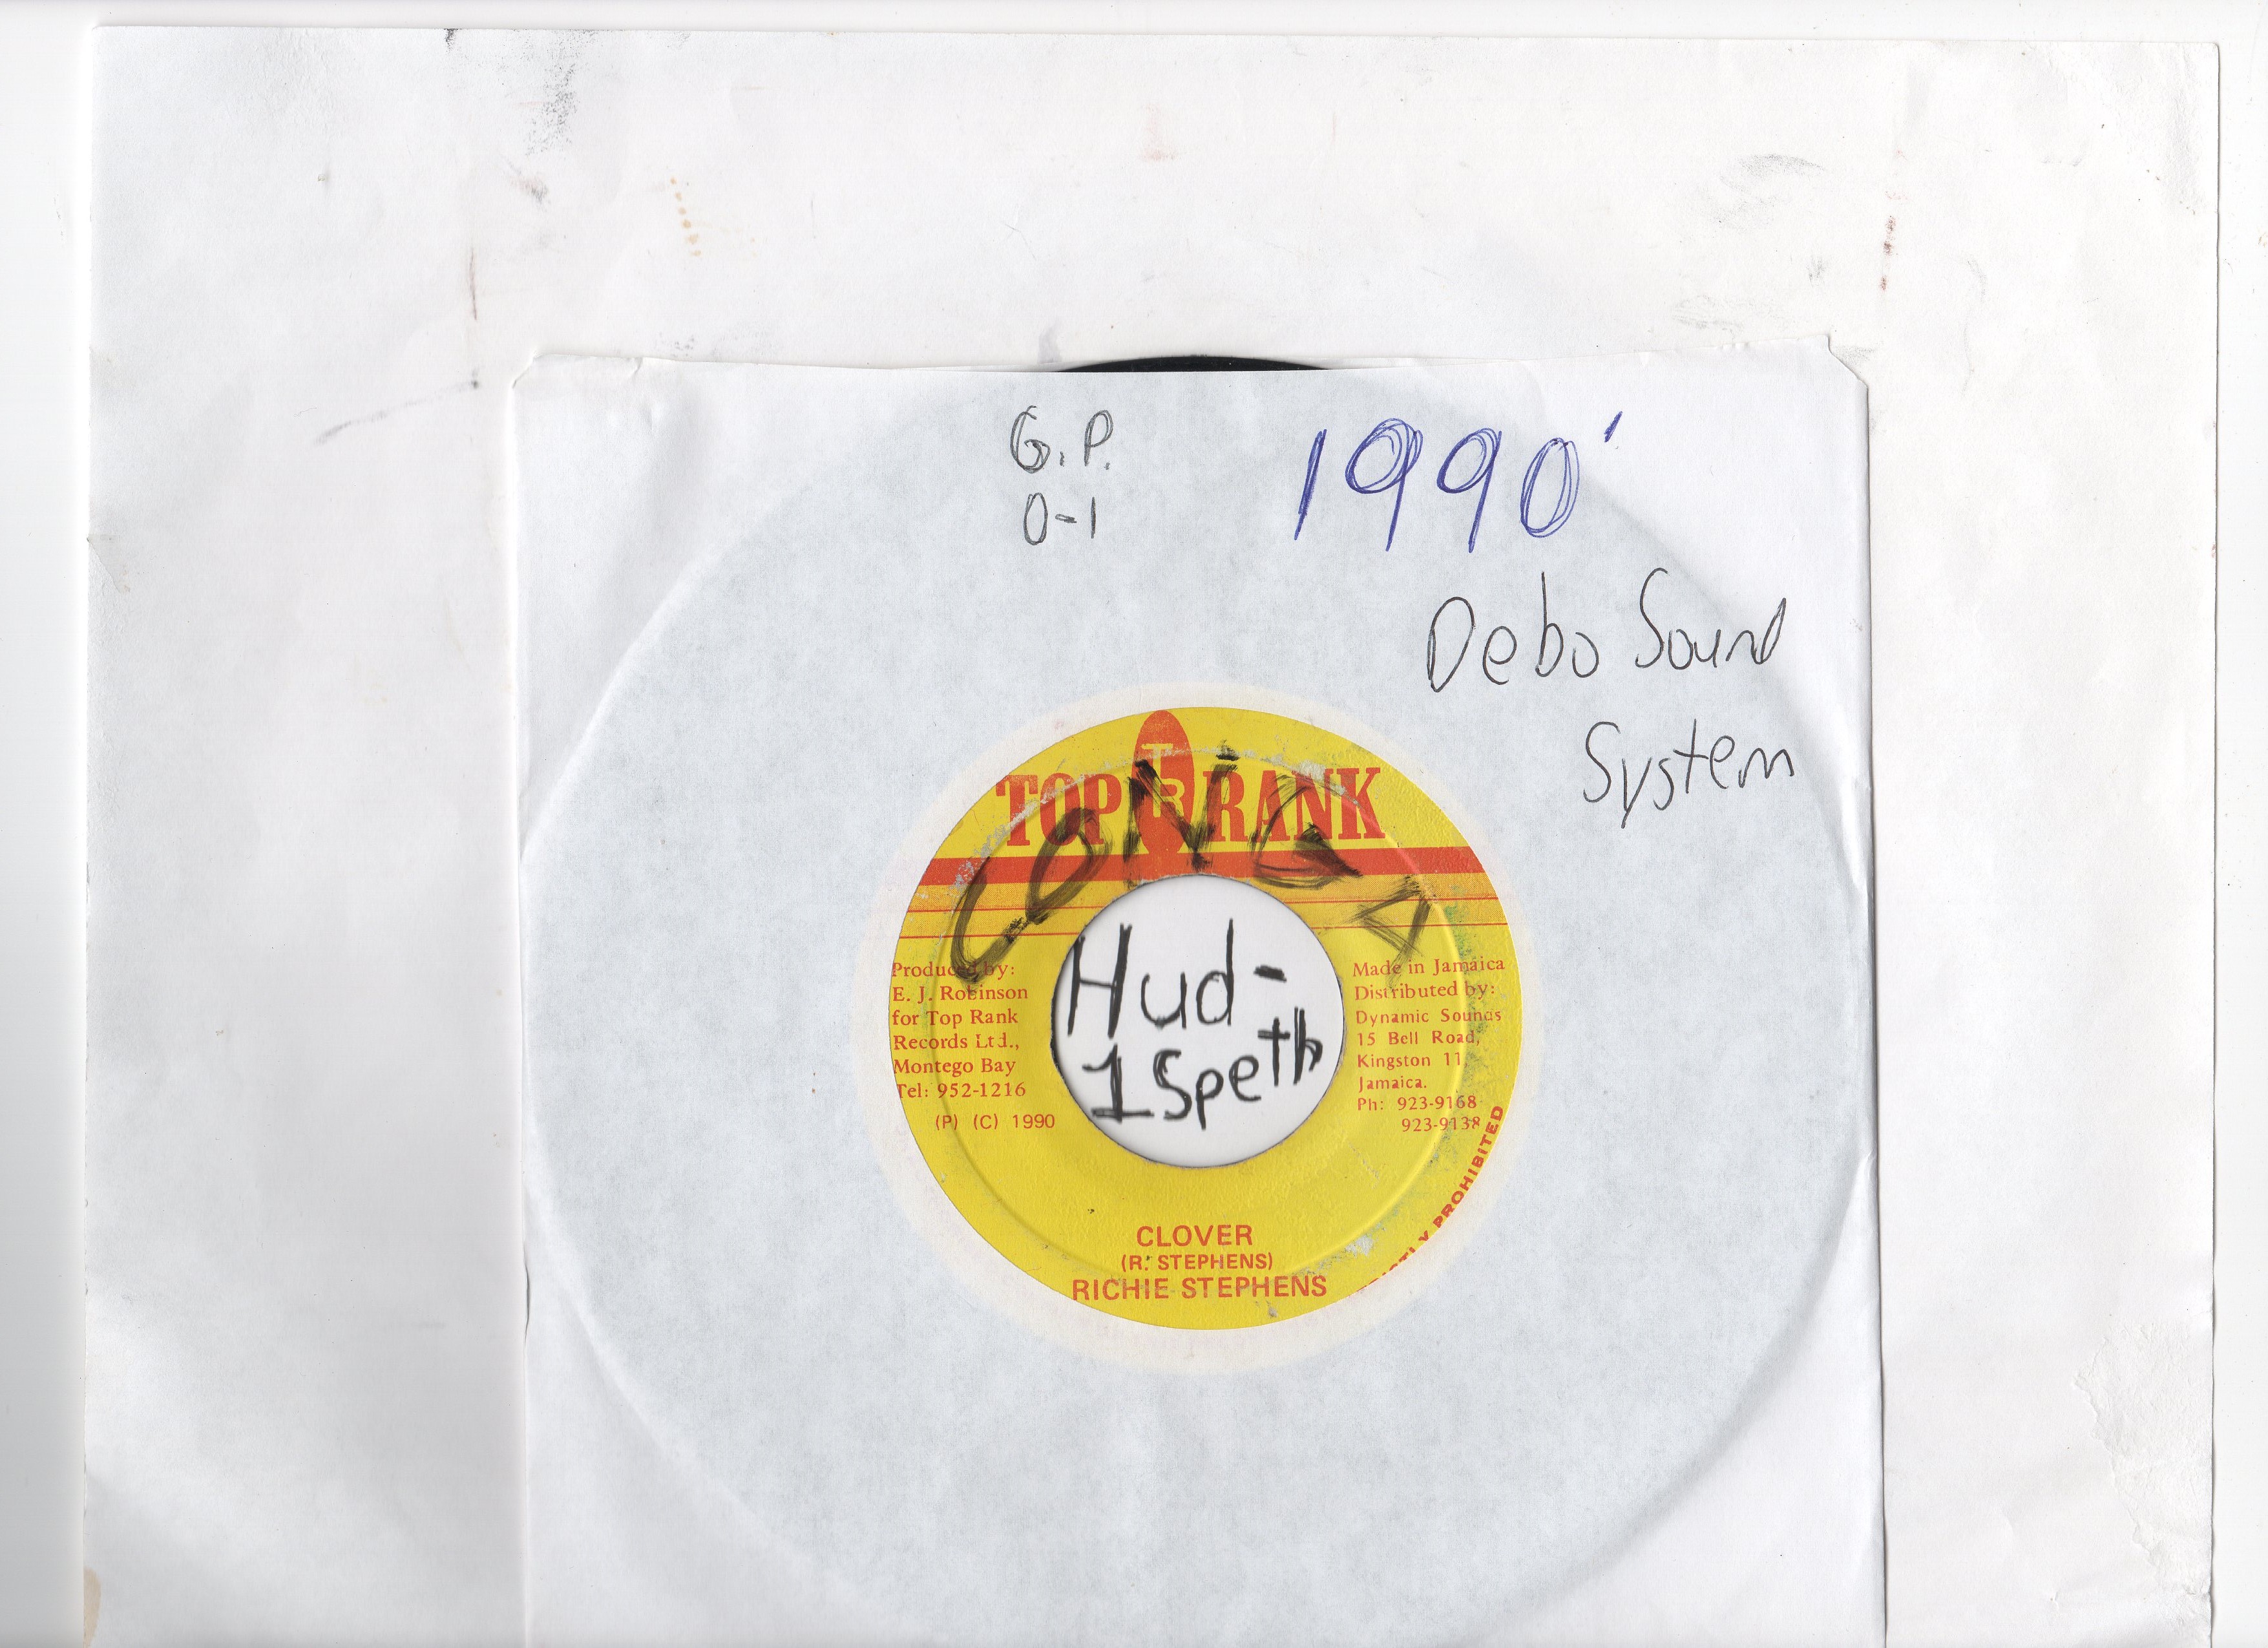 G.P.
0-1
1990'
Debo Sound
System
TOP TR RANK
Hud-
1Speth
Produced by:
E. J. Robinson
for Top Rank
Records Ltd.,
Montego Bay
Tel: 952-1216
(P) (C) 1990
Made in Jamaica
Distributed by:
Dynamic Sounds
15 Bell Road,
Kingston 11,
Jamaica.
Ph: 923-9168
923-9138
PROHIBITED
CLOVER
(R. STEPHENS)
RICHIE STEPHENS